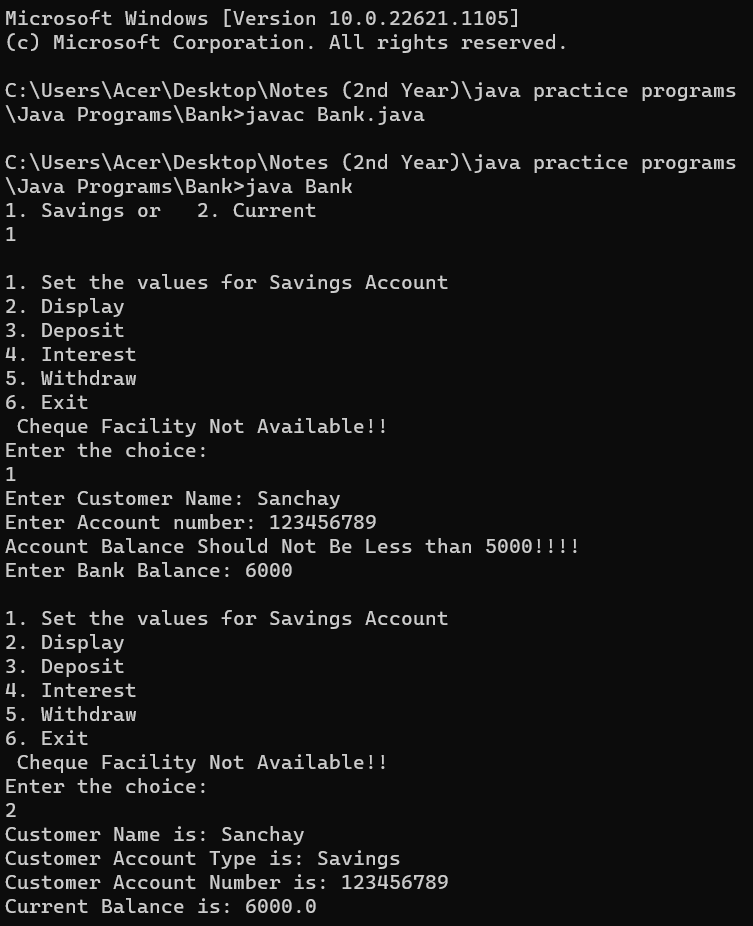 Microsoft Windows [Version 10.0.22621.1105]
(c) Microsoft Corporation. All rights reserved.
C:\Users\Acer\Desktop\Notes (2nd Year)\java practice programs
\Java Programs\Bank>javac Bank.java
C:\Users\Acer\Desktop\Notes (2nd Year)\java practice programs
\Java Programs\Bank>java Bank
1. Savings or   2. Current
1
1. Set the values for Savings Account
2. Display
3. Deposit
4. Interest
5. Withdraw
6. Exit
 Cheque Facility Not Available!!
Enter the choice:
1
Enter Customer Name: Sanchay
Enter Account number: 123456789
Account Balance Should Not Be Less than 5000!!!!
Enter Bank Balance: 6000
1. Set the values for Savings Account
2. Display
3. Deposit
4. Interest
5. Withdraw
6. Exit
 Cheque Facility Not Available!!
Enter the choice:
2
Customer Name is: Sanchay
Customer Account Type is: Savings
Customer Account Number is: 123456789
Current Balance is: 6000.0